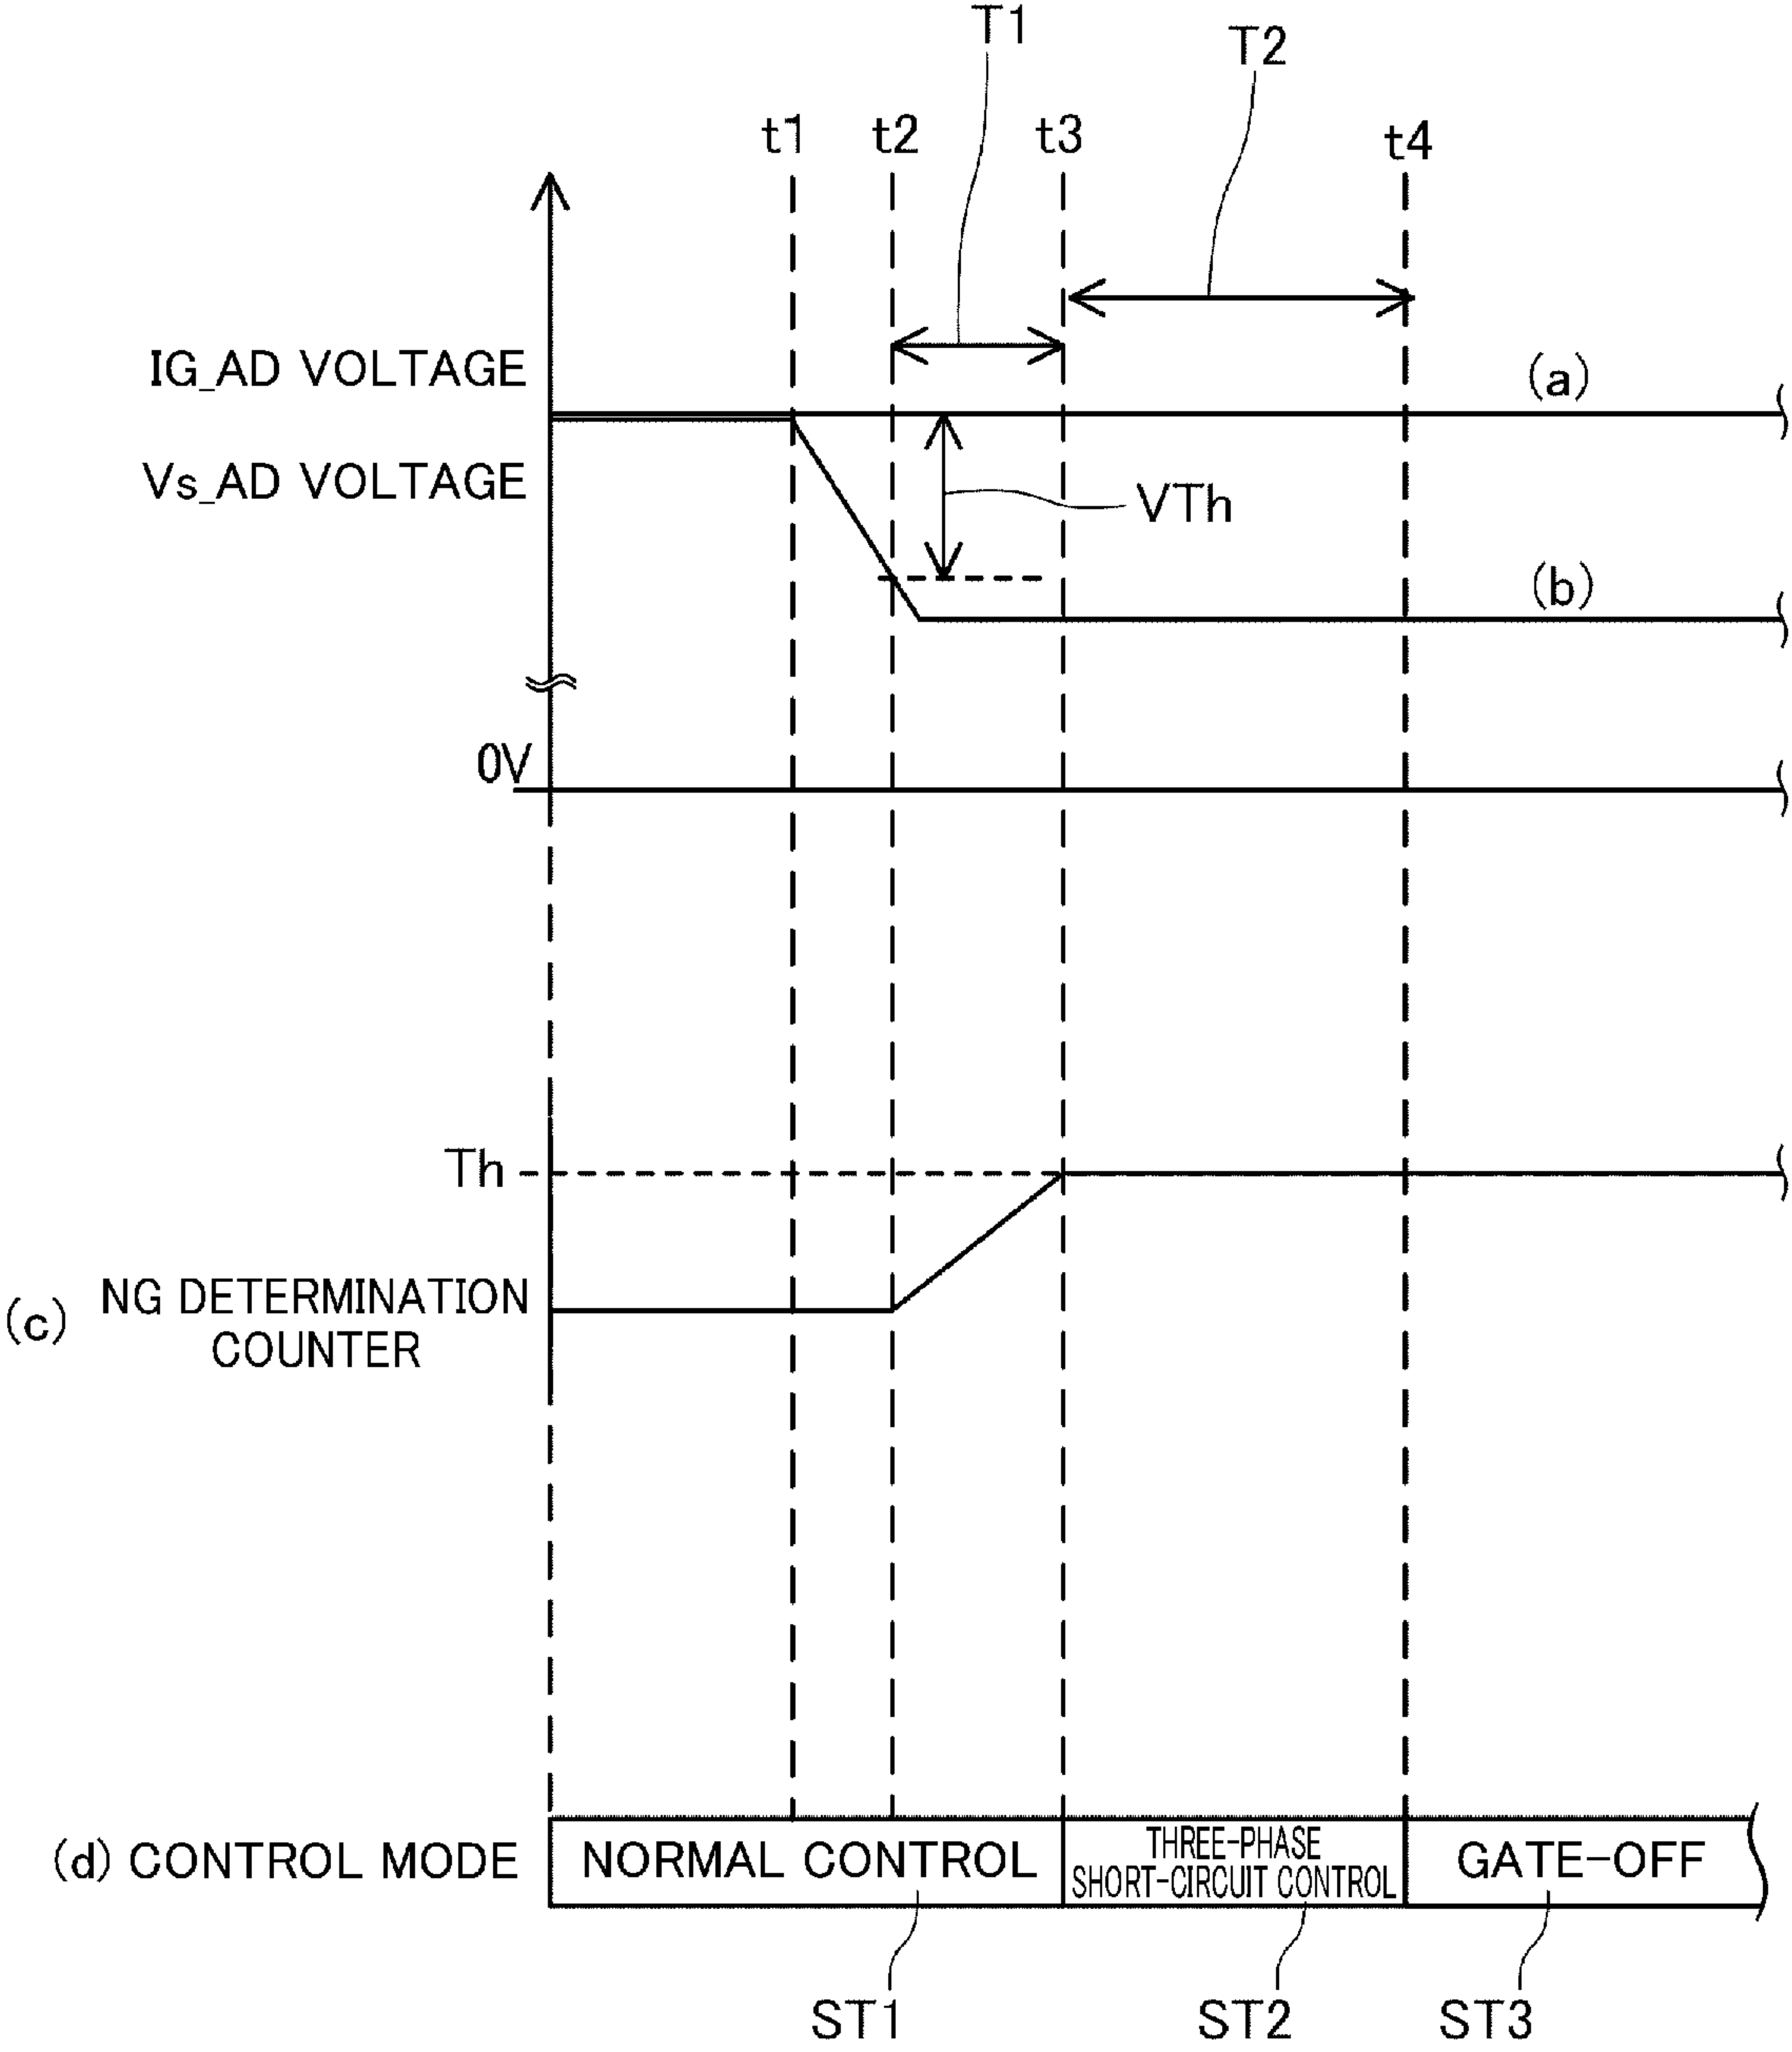 T1
T2
t1
t2
t3
t4
IG_AD VOLTAGE
(a)
Vs_AD VOLTAGE
VTh
(b)
0V
Th
(c) NG DETERMINATION
COUNTER
(d) CONTROL MODE
NORMAL CONTROL
THREE-PHASE
SHORT-CIRCUIT CONTROL
GATE-OFF
ST1
ST2
ST3